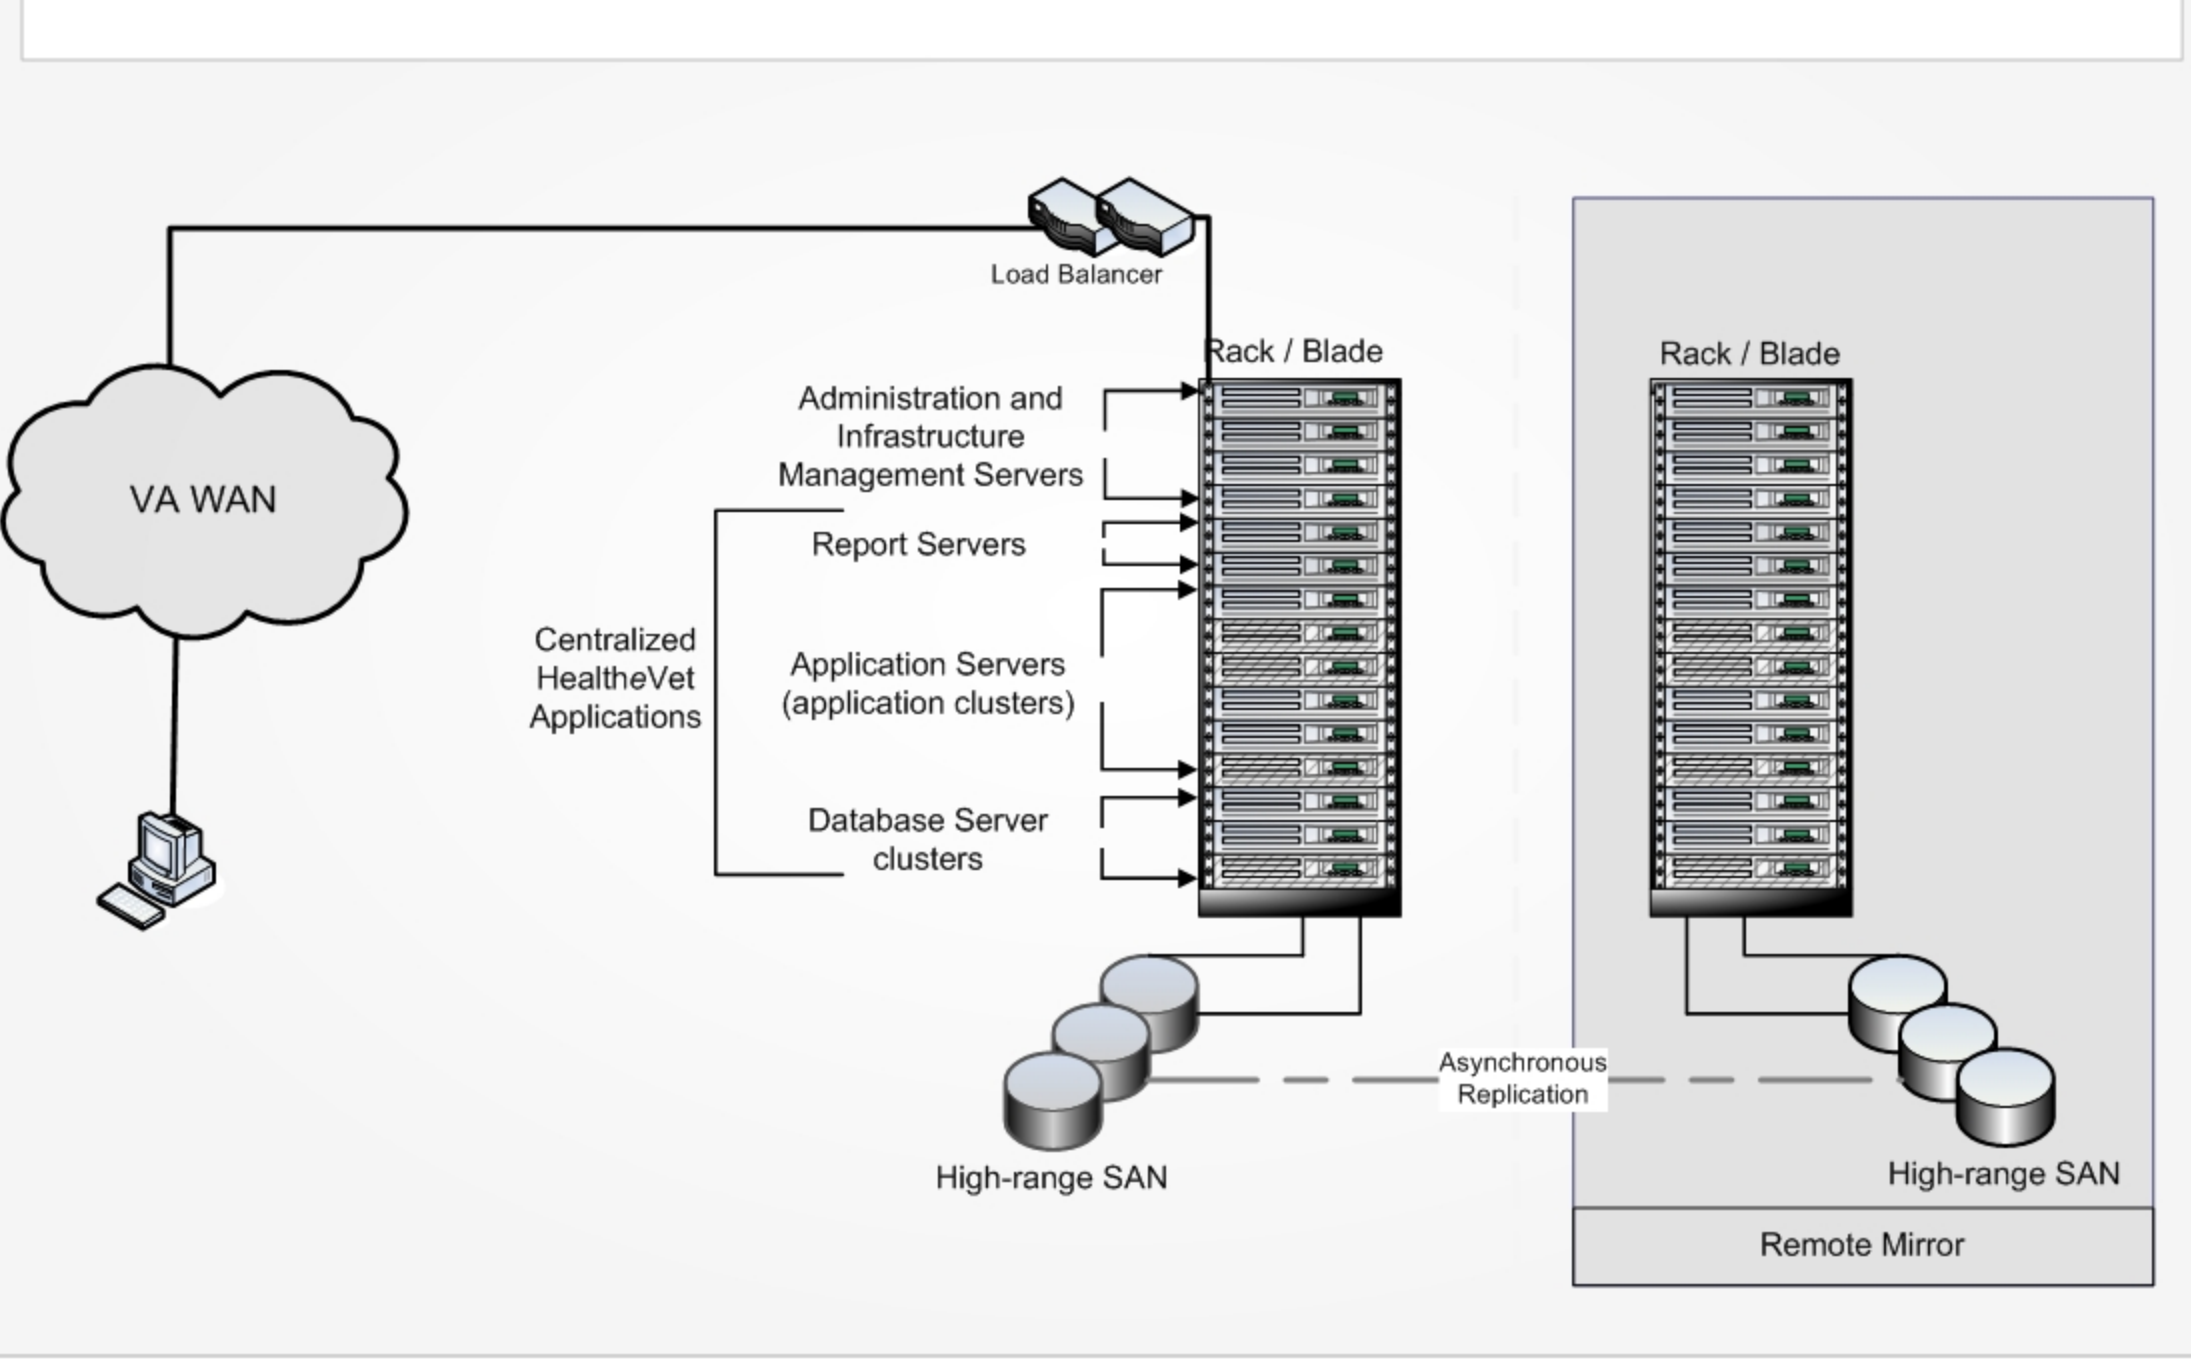 Load Balancer
Rack / Blade
Rack / Blade
Administration and
Infrastructure
Management Servers
VA WAN
Report Servers
Centralized
HealtheVet
Applications
Application Servers
(application clusters)
Database Server
clusters
Asynchronous
Replication
High-range SAN
High-range SAN
Remote Mirror